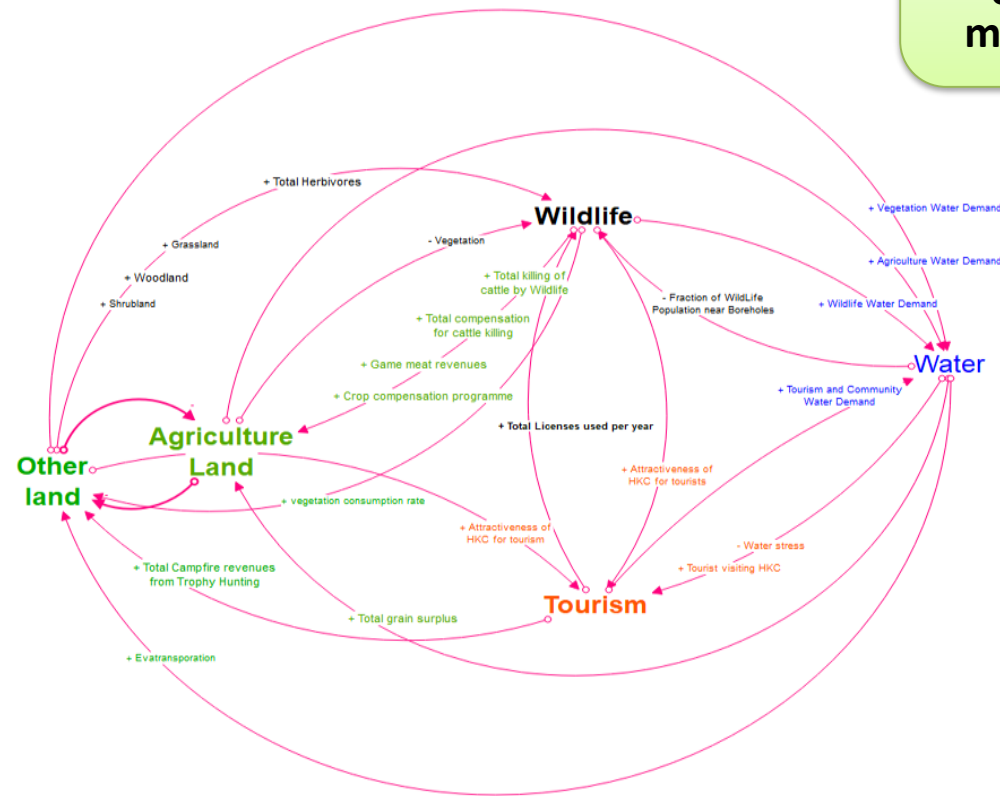 m
+ Total Herbivores
Wildlife
+ Vegetation Water Demand
+ Grassland
- Vegetation
+ Agriculture Water Demand
+ Woodland
+ Total killing of
cattle by Wildlife
+ Shrubland
- Fraction of WildLife
Population near Boreholes
+ Wildlife Water Demand
+ Total compensation
for cattle killing
+ Game meat revenues
Water
+ Crop compensation programme
+ Tourism and Community
Water Demand
-
Agriculture
Land
+ Total Licenses used per year
Other
land
+ Attractiveness of
HKC for tourists
-
+ vegetation consumption rate
+ Attractiveness of
HKC for tourism
- Water stress
+ Total Campfire revenues
from Trophy Hunting
+ Tourist visiting HKC
Tourism
+ Total grain surplus
+ Evatransporation